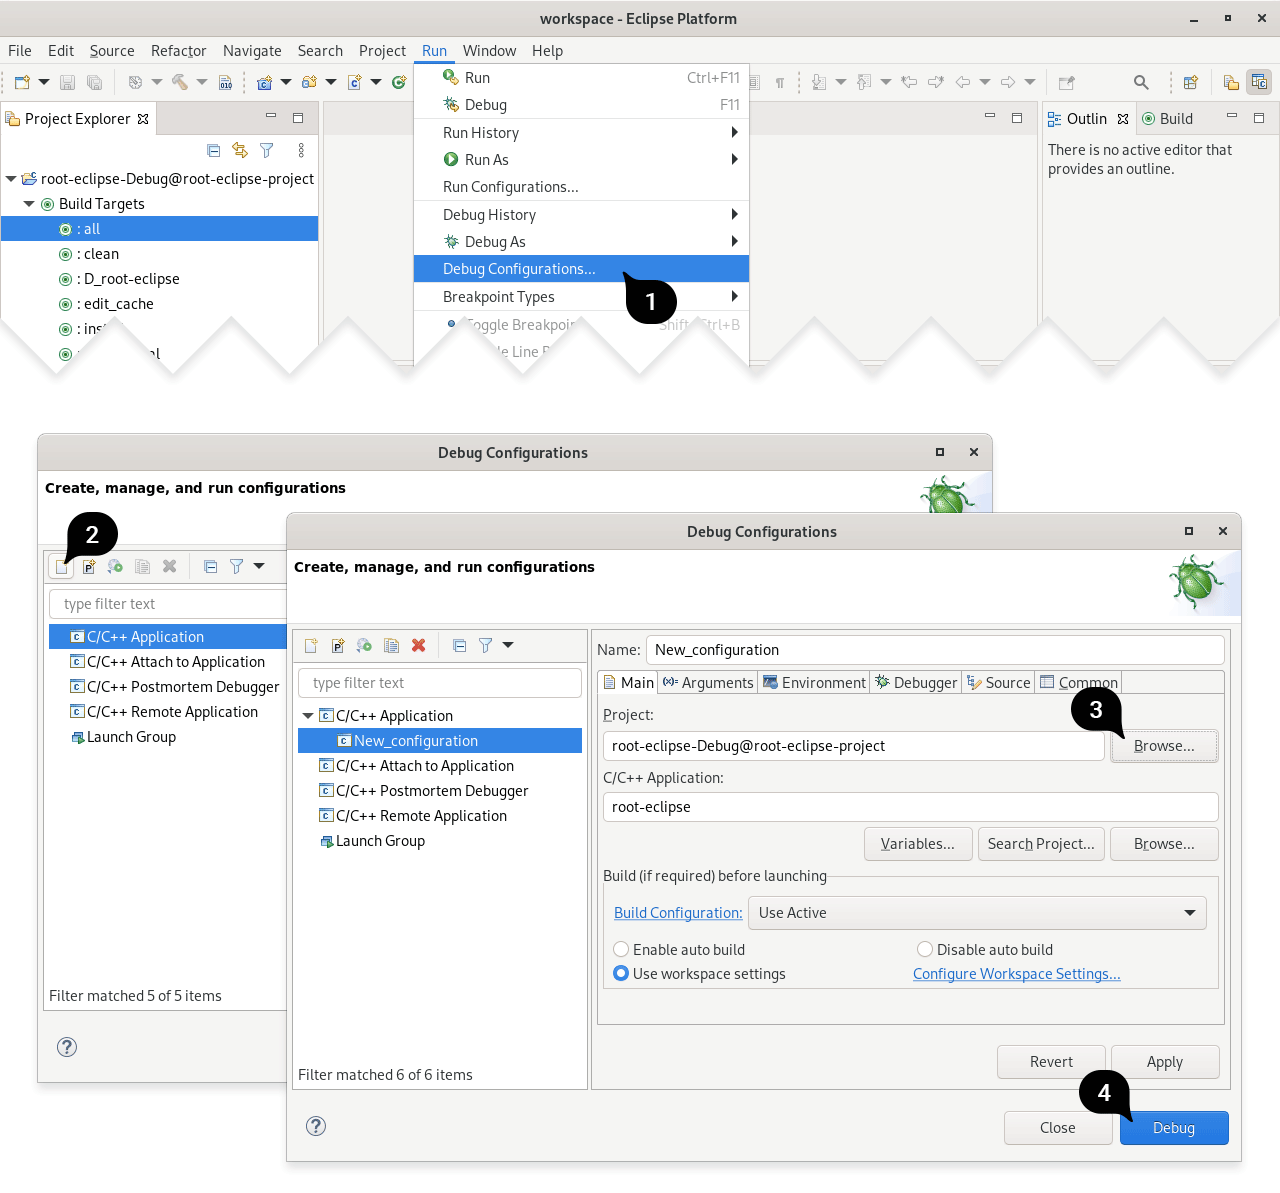 workspace - Eclipse Platform
File Edit Source Refactor Navigate Search Project Run Window Help
Run Ctrl+F11
Debug F11
Run History
Run As
Run Configurations...
Debug History
Debug As
Debug Configurations...
Breakpoint Types
Toggle Breakpoin Shift+Ctrl+B
le Line B
1
010
Project Explorer
root-eclipse-Debug@root-eclipse-project
Build Targets
: all
: clean
: D_root-eclipse
: edit_cache
: inst
Outlin Build
There is no active editor that
provides an outline.
Debug Configurations
Create, manage, and run configurations
2
type filter text
C/C++ Application
C/C++ Attach to Application
C/C++ Postmortem Debugger
C/C++ Remote Application
Launch Group
Filter matched 5 of 5 items
Debug Configurations
Create, manage, and run configurations
type filter text
C/C++ Application
New_configuration
C/C++ Attach to Application
C/C++ Postmortem Debugger
C/C++ Remote Application
Launch Group
Filter matched 6 of 6 items
Name: New_configuration
Main Arguments Environment Debugger Source Common
Project:
3
root-eclipse-Debug@root-eclipse-project Browse...
C/C++ Application:
root-eclipse
Variables... Search Project... Browse...
Build (if required) before launching
Build Configuration: Use Active
Enable auto build Disable auto build
Use workspace settings Configure Workspace Settings...
Revert Apply
4
Close Debug